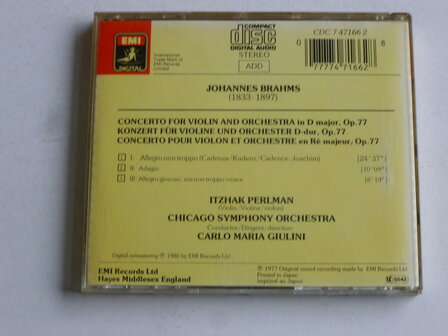 EMI
DIGITAL
International
Trade Mark of
EMI Records
Limited
COMPACT
disc
DIGITAL AUDIO
STEREO
ADD
CDC 7 47166 2
0 77774 71662 8
JOHANNES BRAHMS
(1833-1897)
CONCERTO FOR VIOLIN AND ORCHESTRA in D major, Op.77
KONZERT FÜR VIOLINE UND ORCHESTER D-dur, Op.77
CONCERTO POUR VIOLON ET ORCHESTRE en Ré majeur, Op.77
1 I. Allegro non troppo (Cadenza/Kadenz/Cadence: Joachim) [24'37"]
2 II. Adagio [10'09"]
3 III. Allegro giocoso, ma non troppo vivace [8'19"]
ITZHAK PERLMAN
(Violin/Violine/violon)
CHICAGO SYMPHONY ORCHESTRA
Conductor/Dirigent/direction
CARLO MARIA GIULINI
Digital remastering ℗ 1986 by EMI Records Ltd.
EMI Records Ltd
Hayes Middlesex England
℗ 1977 Original sound recording made by EMI Records Ltd.
Printed in Japan
Imprimé au Japon